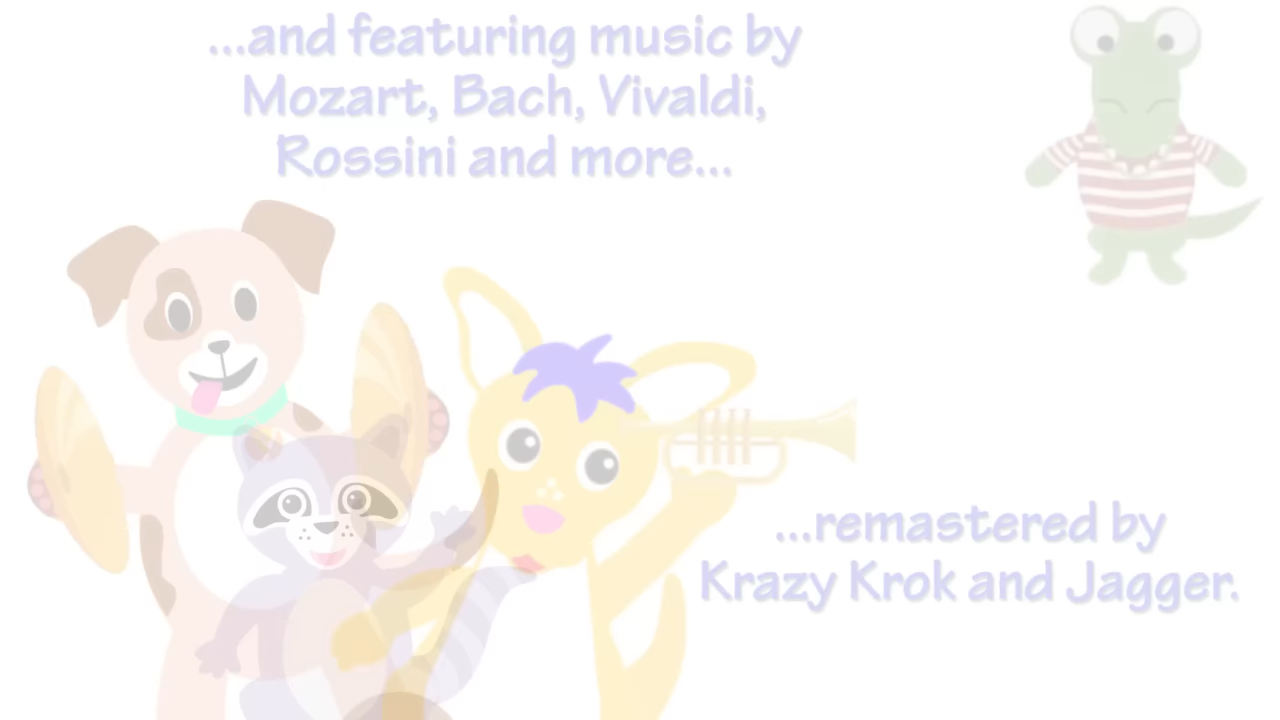 ...and featuring music by
Mozart, Bach, Vivaldi,
Rossini and more...
...remastered by
Krazy Krok and Jagger.